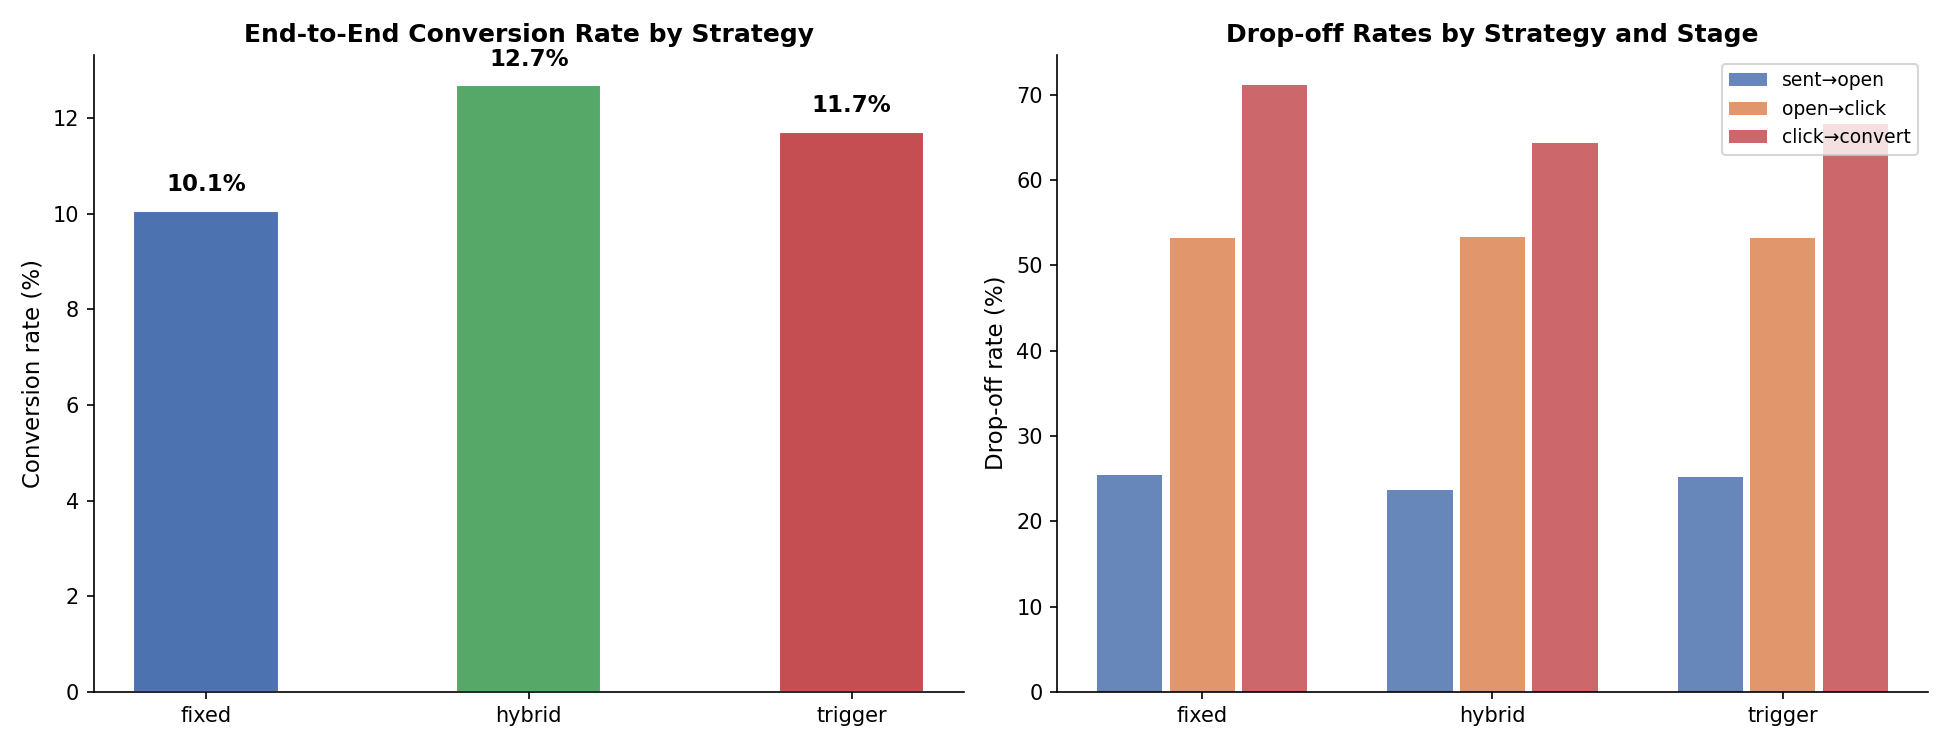 End-to-End Conversion Rate by Strategy
12.7%
11.7%
10.1%
Conversion rate (%)
12
10
8
6
4
2
0
fixed
hybrid
trigger
Drop-off Rates by Strategy and Stage
sent→open
open→click
click→convert
Drop-off rate (%)
70
60
50
40
30
20
10
0
fixed
hybrid
trigger